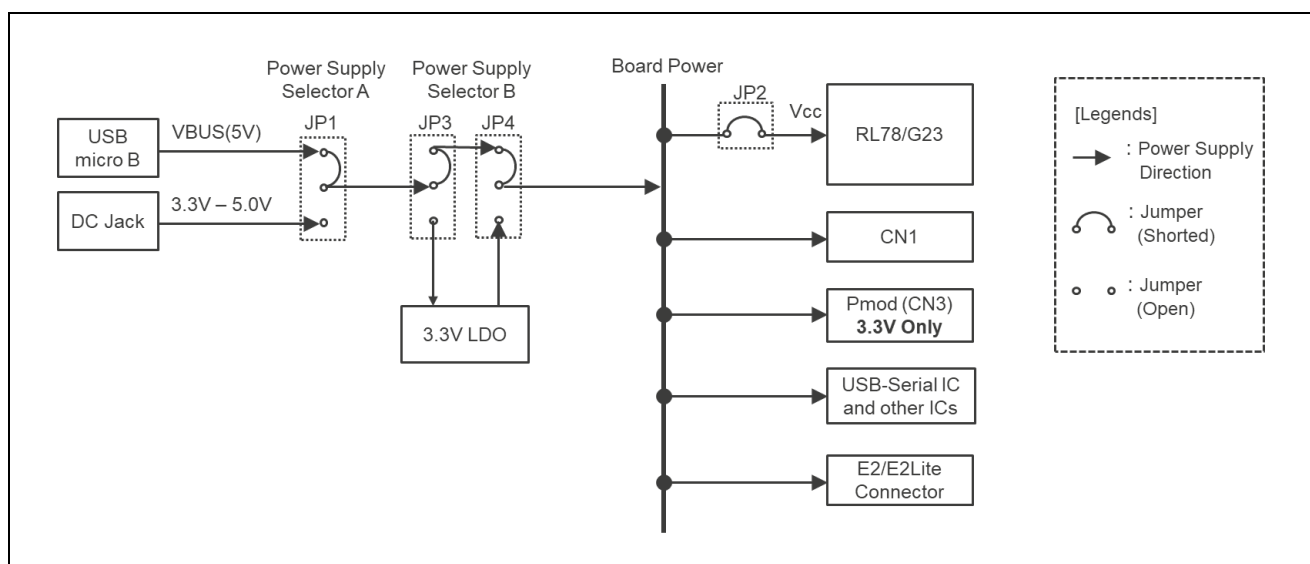 Power Supply
Selector A
JP1
Power Supply
Selector B
JP3
JP4
Board Power
USB
micro B
VBUS(5V)
DC Jack
3.3V – 5.0V
3.3V LDO
JP2
Vcc
RL78/G23
CN1
Pmod (CN3)
3.3V Only
USB-Serial IC
and other ICs
E2/E2Lite
Connector
[Legends]
: Power Supply
Direction
: Jumper
(Shorted)
: Jumper
(Open)